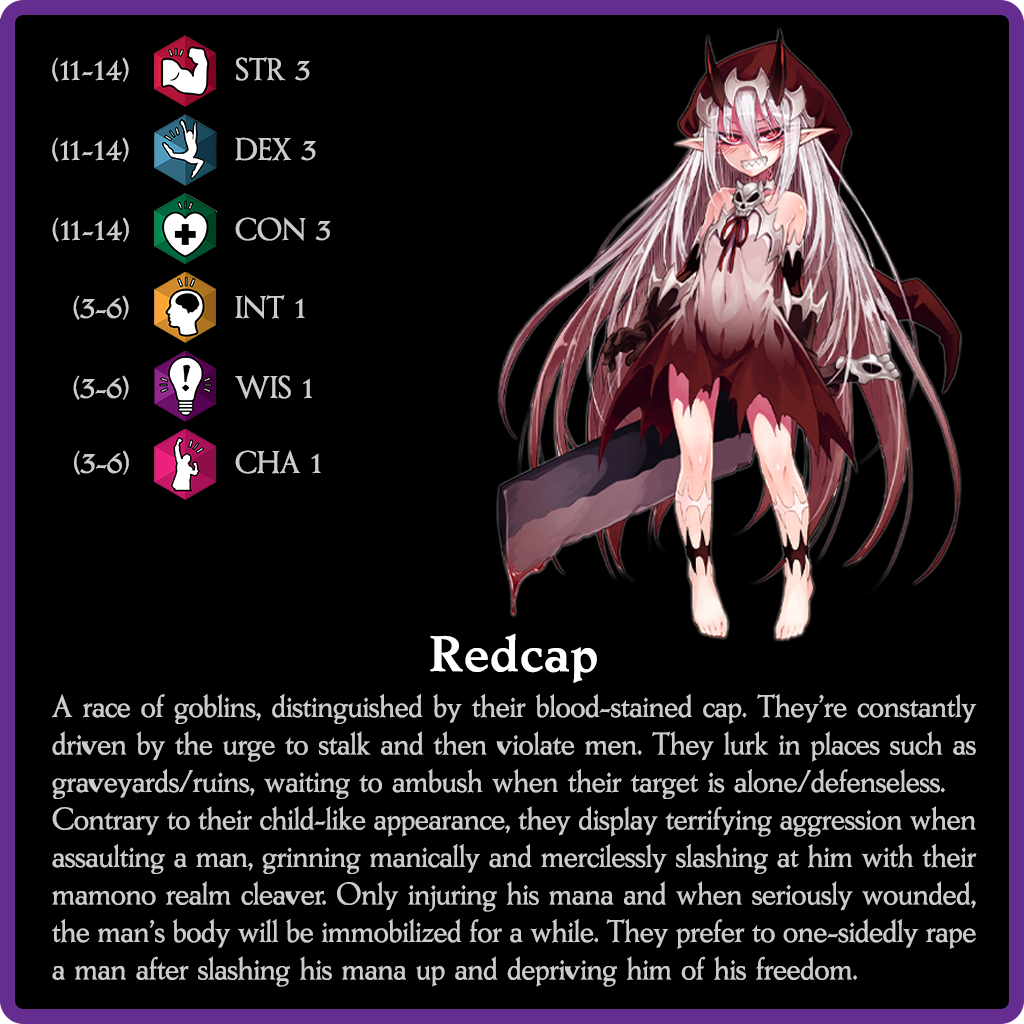 (11-14) STR 3
(11-14) DEX 3
(11-14) CON 3
(3-6) INT 1
(3-6) WIS 1
(3-6) CHA 1
Redcap
A race of goblins, distinguished by their blood-stained cap. They're constantly
driven by the urge to stalk and then violate men. They lurk in places such as
graveyards/ruins, waiting to ambush when their target is alone/defenseless.
Contrary to their child-like appearance, they display terrifying aggression when
assaulting a man, grinning manically and mercilessly slashing at him with their
mamono realm cleaver. Only injuring his mana and when seriously wounded,
the man's body will be immobilized for a while. They prefer to one-sidedly rape
a man after slashing his mana up and depriving him of his freedom.